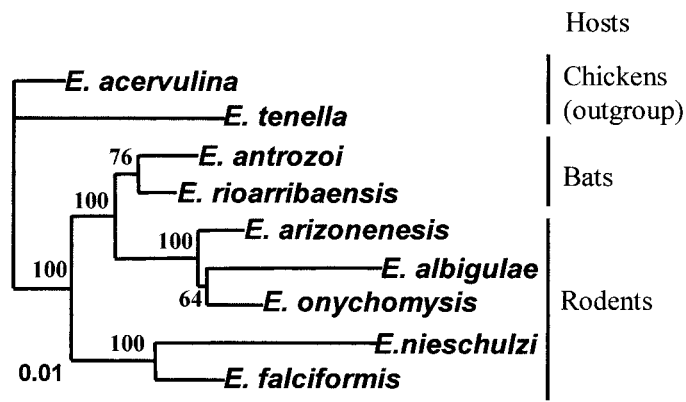 Hosts
E. acervulina
Chickens
(outgroup)
E. tenella
76
E. antrozoi
Bats
E. rioarribaensis
100
E. arizonenesis
100
E. albigulae
100
64
E. onychomysis
Rodents
E.nieschulzi
100
0.01
E. falciformis